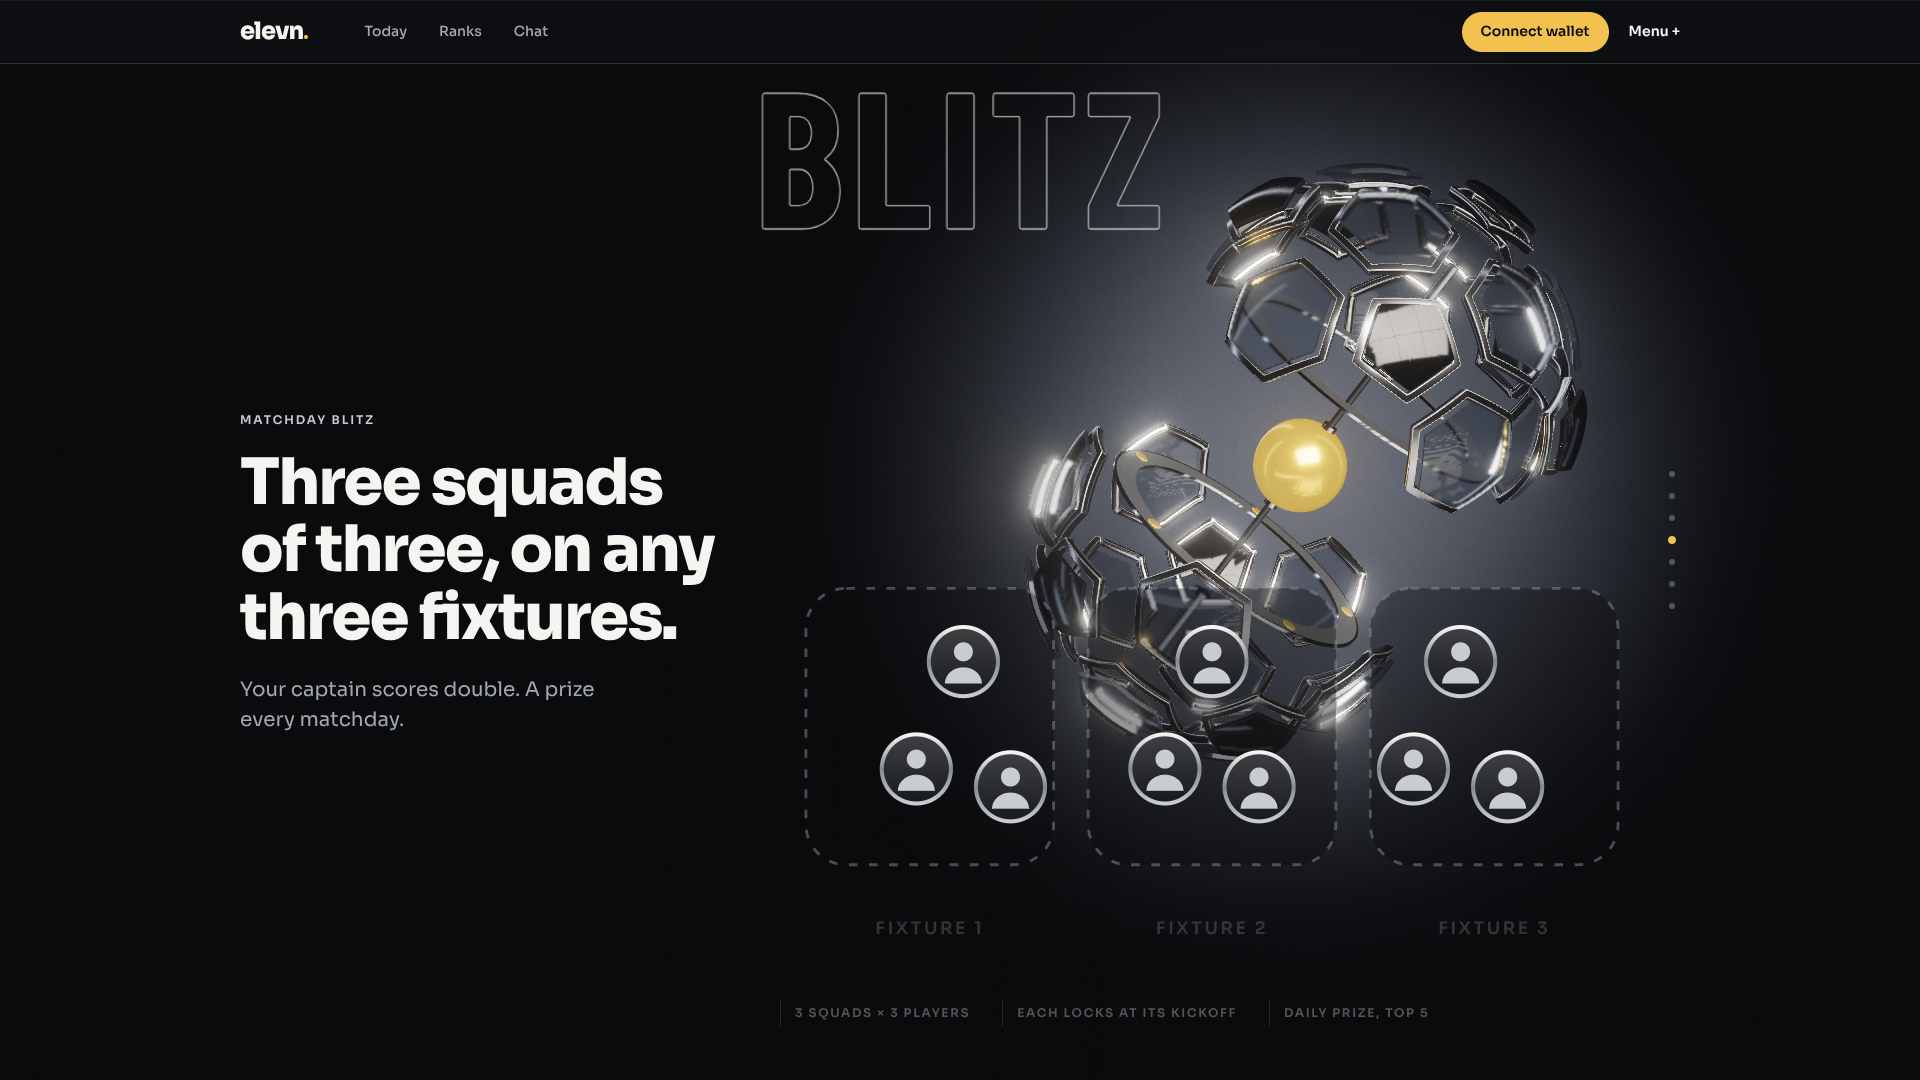 elevn.
Today
Ranks
Chat
Connect wallet
Menu +
BLITZ
MATCHDAY BLITZ
Three squads
of three, on any
three fixtures.
Your captain scores double. A prize
every matchday.
FIXTURE 1
FIXTURE 2
FIXTURE 3
3 SQUADS × 3 PLAYERS
EACH LOCKS AT ITS KICKOFF
DAILY PRIZE, TOP 5